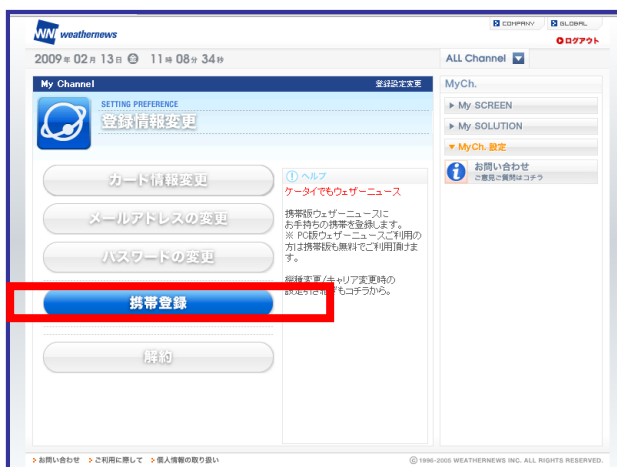 COMPANY
GLOBAL
WNI weathernews
ログアウト
2009年 02月 13日 金 11時 08分 34秒
ALL Channel
My Channel
登録設定変更
MyCh.
SETTING PREFERENCE
登録情報変更
My SCREEN
My SOLUTION
MyCh. 設定
お問い合わせ
ご意見ご質問はコチラ
カード情報変更
メールアドレスの変更
パスワードの変更
携帯登録
解約
ヘルプ
ケータイでもウェザーニュース
携帯版ウェザーニュースに
お手持ちの携帯を登録します。
※ PC版ウェザーニュースご利用の
方は携帯版も無料でご利用頂けま
す。
機種変更/キャリア変更時の
設定引き継ぎもコチラから。
お問い合わせ
ご利用に際して
個人情報の取り扱い
© 1996-2005 WEATHERNEWS INC. ALL RIGHTS RESERVED.